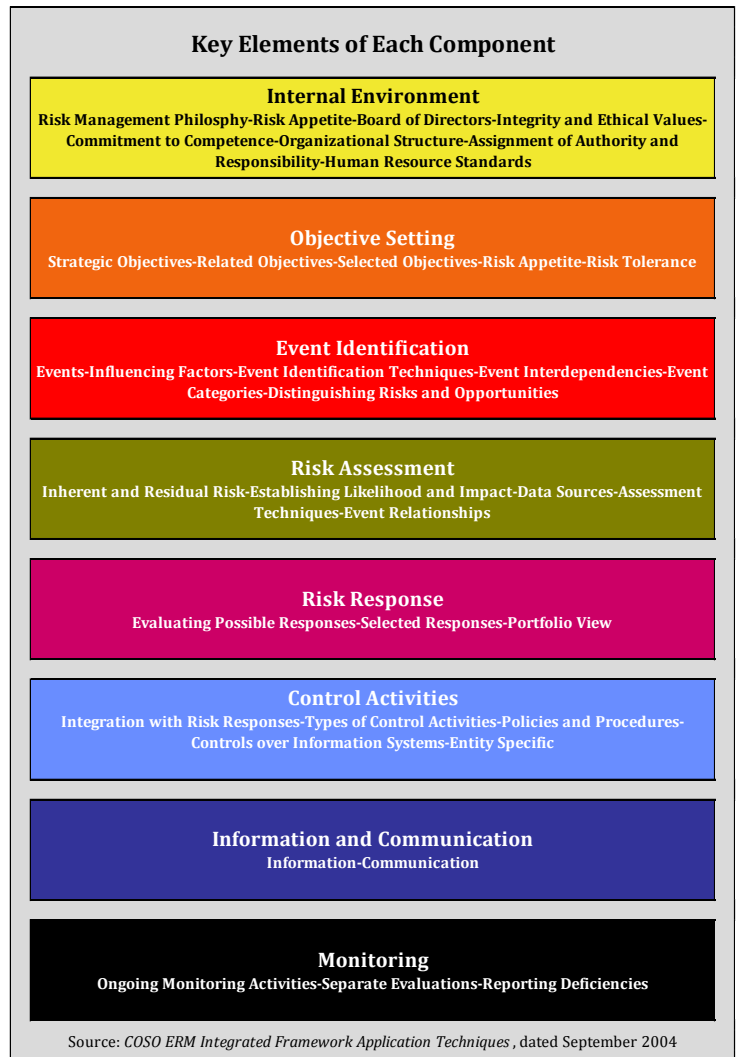 Key Elements of Each Component
Internal Environment
Risk Management Philosphy-Risk Appetite-Board of Directors-Integrity and Ethical Values-
Commitment to Competence-Organizational Structure-Assignment of Authority and
Responsibility-Human Resource Standards
Objective Setting
Strategic Objectives-Related Objectives-Selected Objectives-Risk Appetite-Risk Tolerance
Event Identification
Events-Influencing Factors-Event Identification Techniques-Event Interdependencies-Event
Categories-Distinguishing Risks and Opportunities
Risk Assessment
Inherent and Residual Risk-Establishing Likelihood and Impact-Data Sources-Assessment
Techniques-Event Relationships
Risk Response
Evaluating Possible Responses-Selected Responses-Portfolio View
Control Activities
Integration with Risk Responses-Types of Control Activities-Policies and Procedures-
Controls over Information Systems-Entity Specific
Information and Communication
Information-Communication
Monitoring
Ongoing Monitoring Activities-Separate Evaluations-Reporting Deficiencies
Source: COSO ERM Integrated Framework Application Techniques , dated September 2004